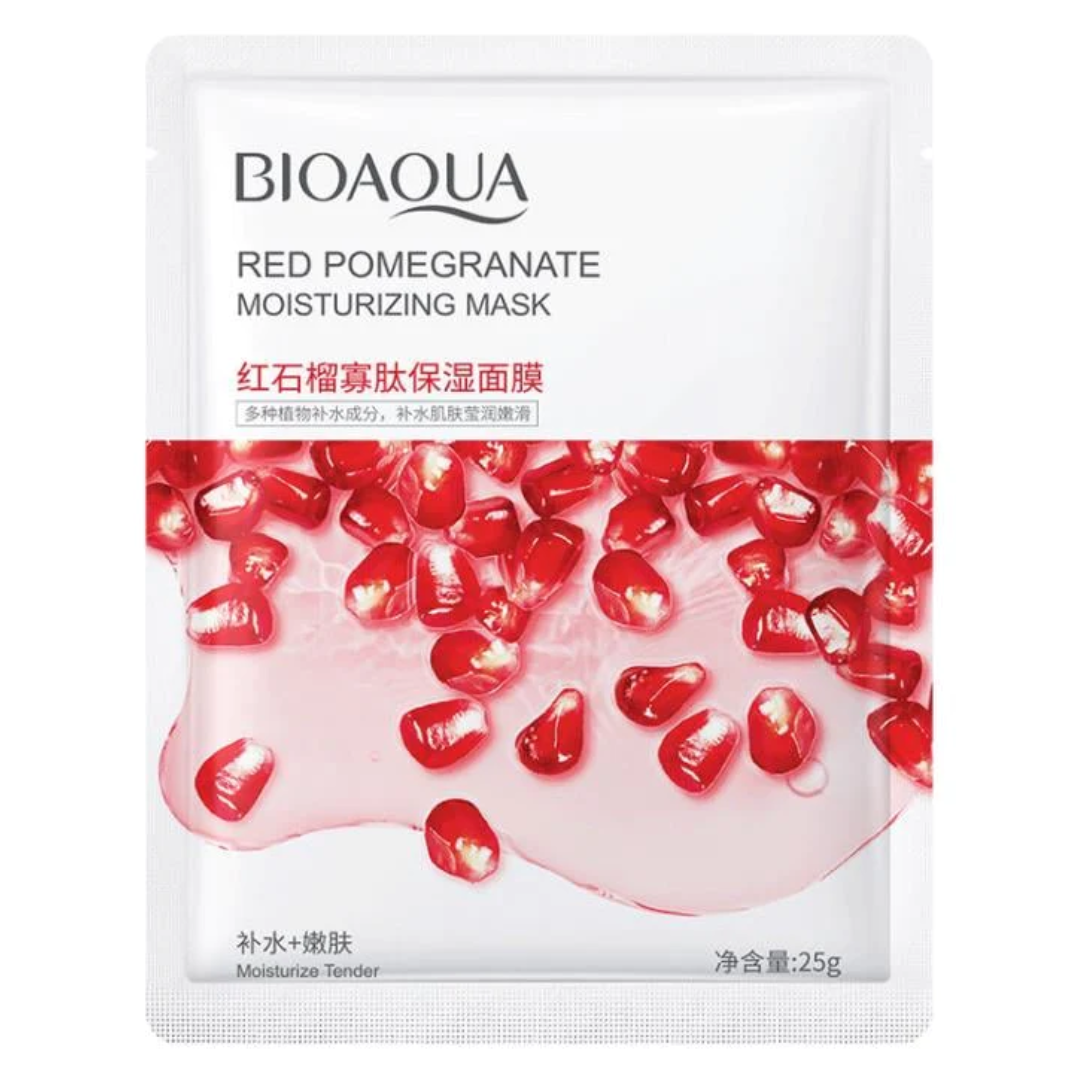 BIOAQUA
RED POMEGRANATE
MOISTURIZING MASK
红石榴寡肽保湿面膜
多种植物补水成分，补水肌肤莹润嫩滑
补水+嫩肤
Moisturize Tender
净含量:25g